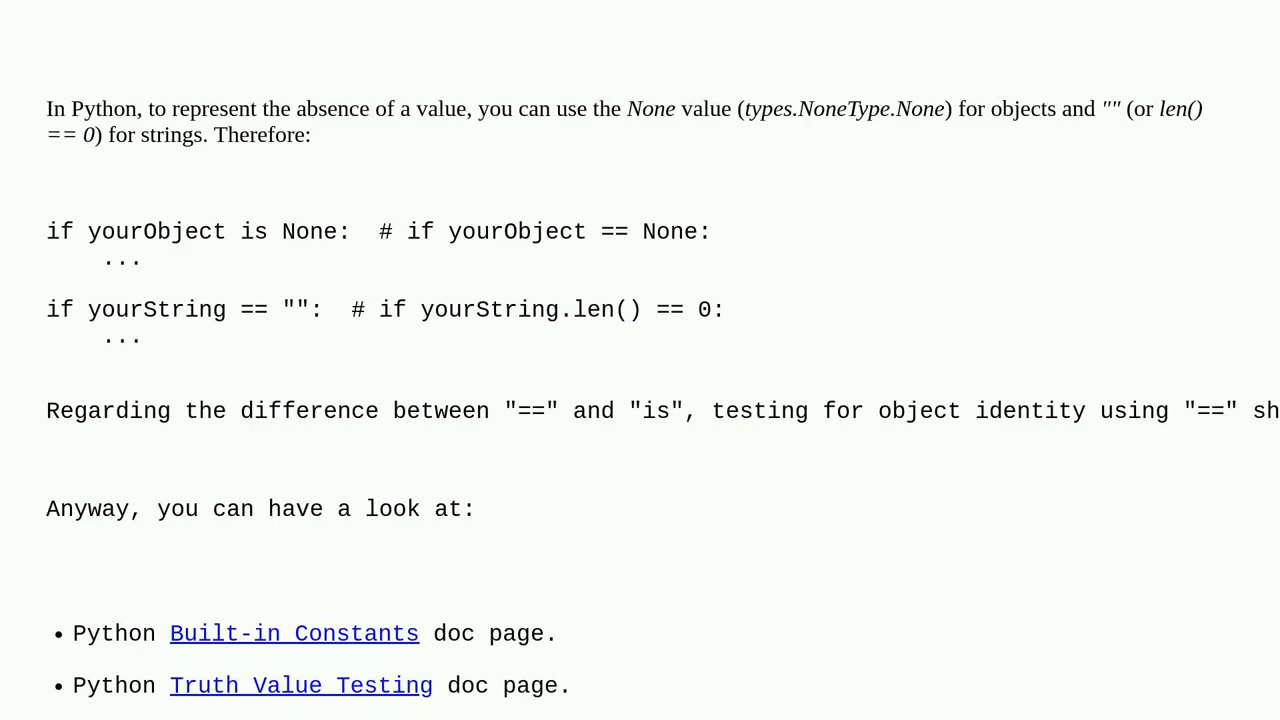 In Python, to represent the absence of a value, you can use the None value (types.NoneType.None) for objects and "" (or len()
== 0) for strings. Therefore:
if yourObject is None:  # if yourObject == None:
    ...
if yourString == "":  # if yourString.len() == 0:
    ...
Regarding the difference between "==" and "is", testing for object identity using "==" sh
Anyway, you can have a look at:
• Python Built-in Constants doc page.
• Python Truth Value Testing doc page.